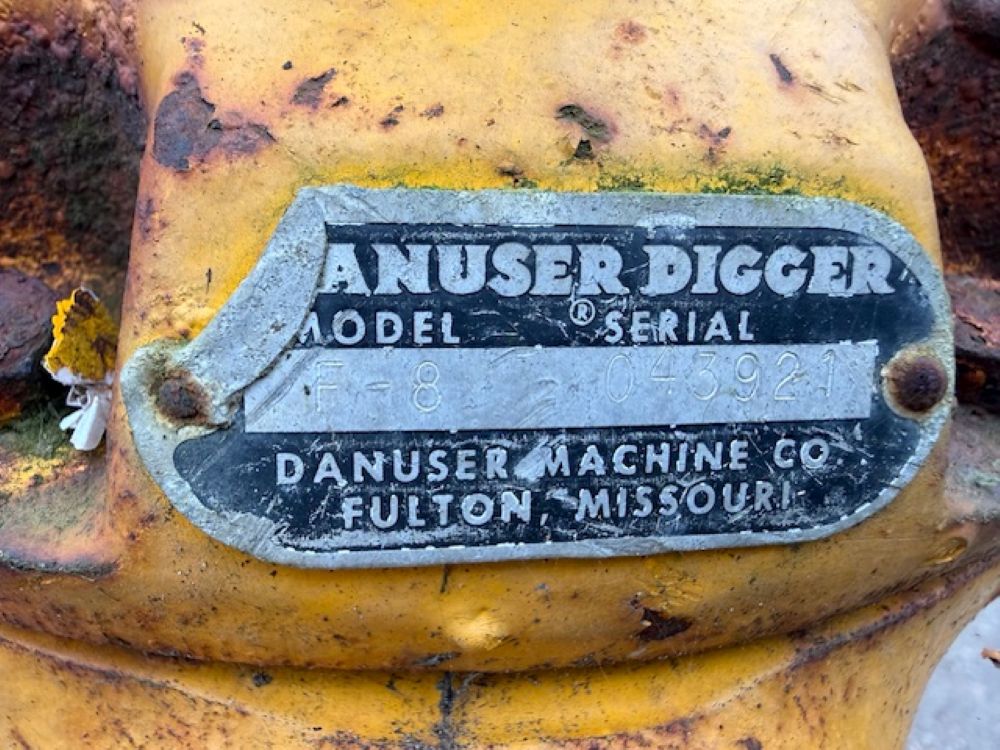 ANUSER DIGGER
MODEL ® SERIAL
F-8 043921
DANUSER MACHINE CO
FULTON, MISSOURI